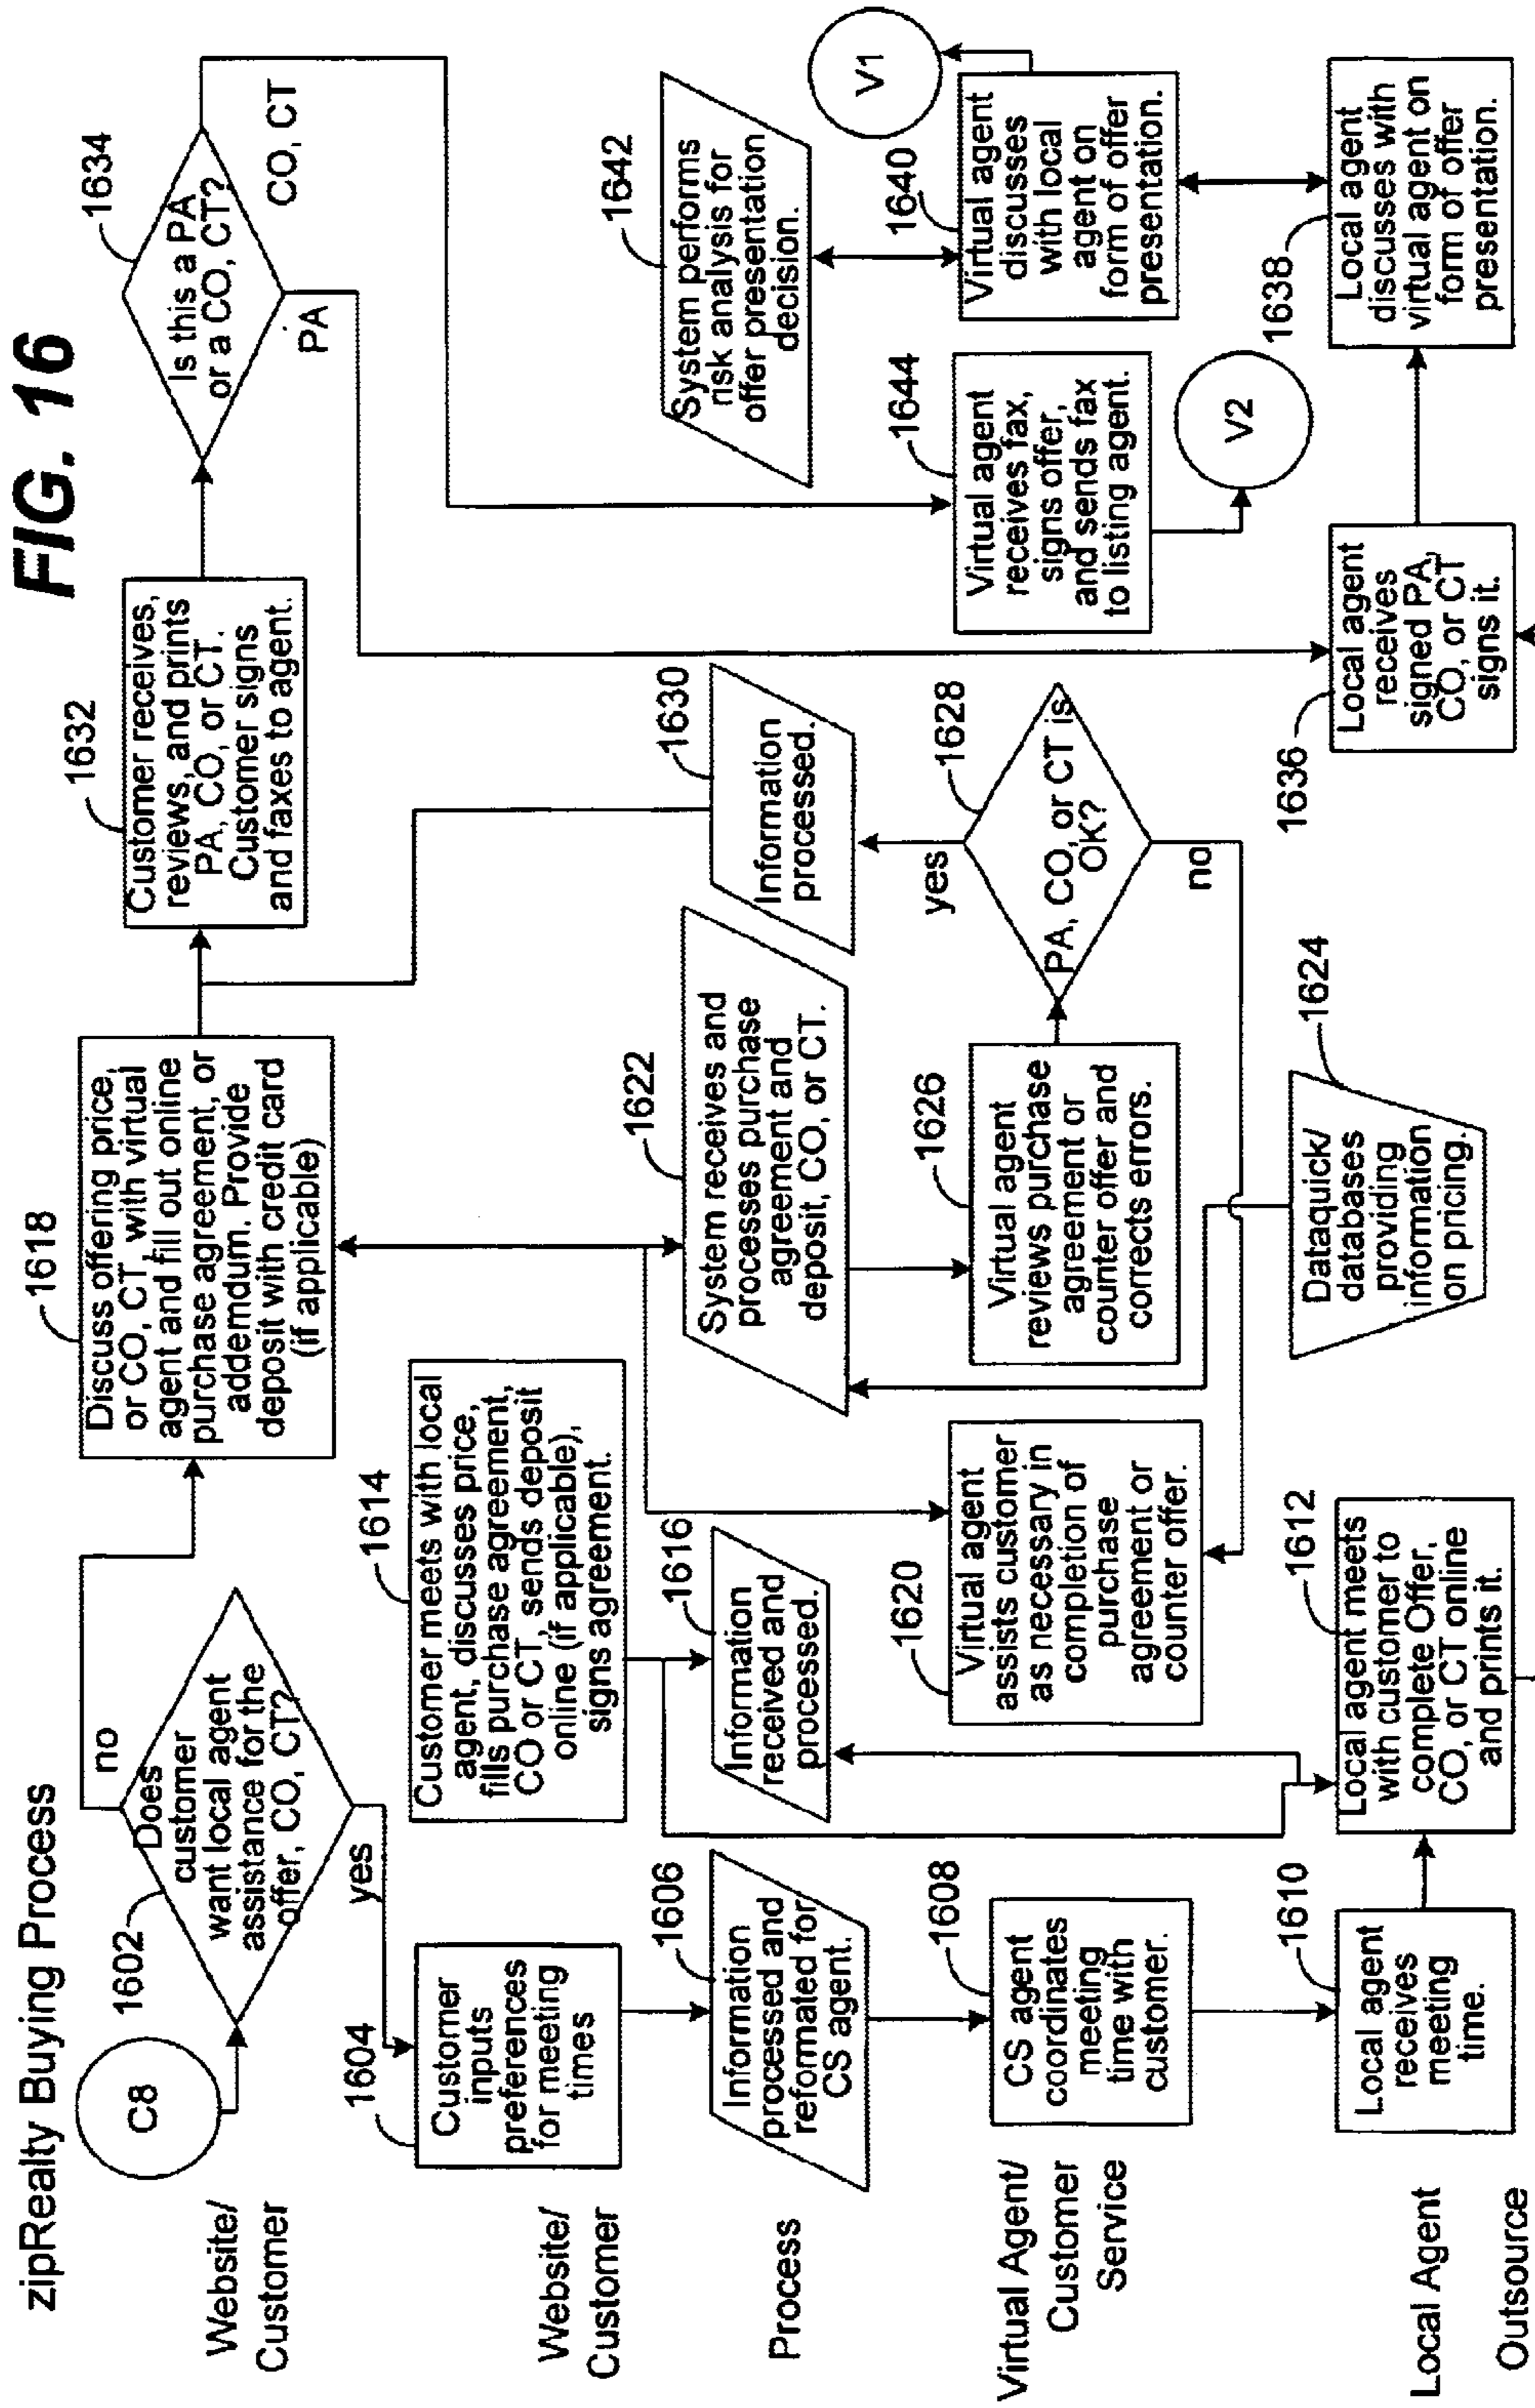 FIG. 16
zipRealty Buying Process
Website/
Customer
C8
1602
Does
customer
want local agent
assistance for the
offer, CO, CT?
no
yes
1618
Discuss offering price,
or CO, CT, with virtual
agent and fill out online
purchase agreement, or
addemdum. Provide
deposit with credit card
(if applicable)
1632
Customer receives,
reviews, and prints
PA, CO, or CT.
Customer signs
and faxes to agent.
1634
Is this a PA
or a CO, CT?
CO, CT
PA
Website/
Customer
1604
Customer
inputs
preferences
for meeting
times
1614
Customer meets with local
agent, discusses price,
fills purchase agreement,
CO or CT, sends deposit
online (if applicable),
signs agreement.
Process
1606
Information
processed and
reformated for
CS agent.
1616
Information
received and
processed.
1622
System receives and
processes purchase
agreement and
deposit, CO, or CT.
1630
Information
processed.
1642
System performs
risk analysis for
offer presentation
decision.
Virtual Agent/
Customer
Service
1608
CS agent
coordinates
meeting
time with
customer.
1620
Virtual agent
assists customer
as necessary in
completion of
purchase
agreement or
counter offer.
1626
Virtual agent
reviews purchase
agreement or
counter offer and
corrects errors.
1628
PA, CO, or CT is
OK?
yes
no
1644
Virtual agent
receives fax,
signs offer,
and sends fax
to listing agent.
V2
1640
Virtual agent
discusses
with local
agent on
form of offer
presentation.
V1
Local Agent
1610
Local agent
receives
meeting
time.
1612
Local agent meets
with customer to
complete Offer,
CO, or CT online
and prints it.
1624
Dataquick/
databases
providing
information
on pricing.
1636
Local agent
receives
signed PA,
CO, or CT
signs it.
1638
Local agent
discusses with
virtual agent on
form of offer
presentation.
Outsource